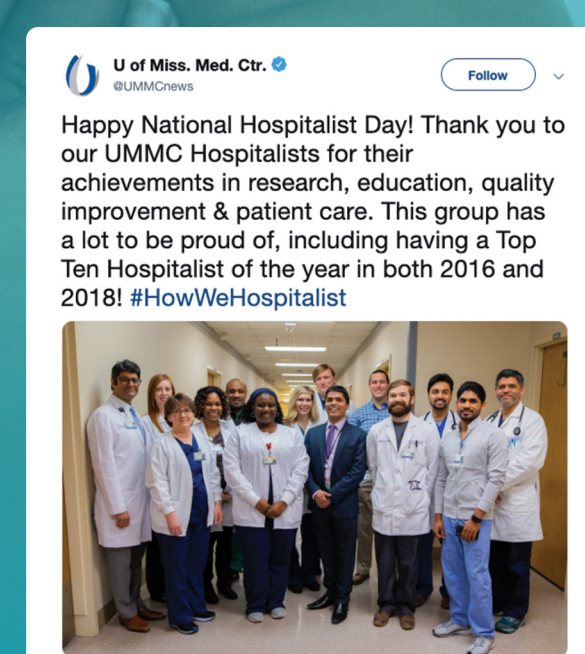 U of Miss. Med. Ctr.
@UMMCnews
Follow
Happy National Hospitalist Day! Thank you to
our UMMC Hospitalists for their
achievements in research, education, quality
improvement & patient care. This group has
a lot to be proud of, including having a Top
Ten Hospitalist of the year in both 2016 and
2018! #HowWeHospitalist